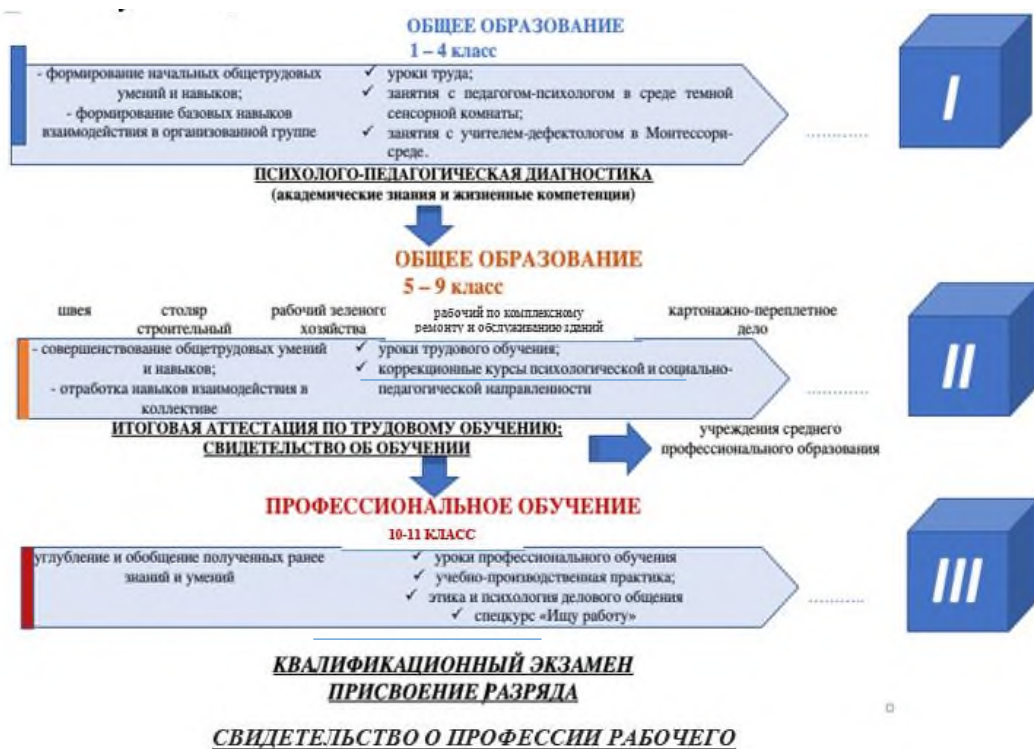 ОБЩЕЕ ОБРАЗОВАНИЕ
1 – 4 класс
- формирование начальных общетрудовых
умений и навыков;
- формирование базовых навыков
взаимодействия в организованной группе
✓ уроки труда;
✓ занятия с педагогом-психологом в среде темной
сенсорной комнаты;
✓ занятия с учителем-дефектологом в Монтессори-
среде.
............
I
ПСИХОЛОГО-ПЕДАГОГИЧЕСКАЯ ДИАГНОСТИКА
(академические знания и жизненные компетенции)
ОБЩЕЕ ОБРАЗОВАНИЕ
5 – 9 класс
швея
столяр
строительный
рабочий зеленого
хозяйства
рабочий по комплексному
ремонту и обслуживанию зданий
картонажно-переплетное
дело
- совершенствование общетрудовых умений
и навыков;
- отработка навыков взаимодействия в
коллективе
✓ уроки трудового обучения;
✓ коррекционные курсы психологической и социально-
педагогической направленности
............
II
ИТОГОВАЯ АТТЕСТАЦИЯ ПО ТРУДОВОМУ ОБУЧЕНИЮ;
СВИДЕТЕЛЬСТВО ОБ ОБУЧЕНИИ
учреждения среднего
профессионального образования
ПРОФЕССИОНАЛЬНОЕ ОБУЧЕНИЕ
10-11 КЛАСС
углубление и обобщение полученных ранее
знаний и умений
✓ уроки профессионального обучения
✓ учебно-производственная практика;
✓ этика и психология делового общения
✓ спецкурс «Ищу работу»
............
III
КВАЛИФИКАЦИОННЫЙ ЭКЗАМЕН
ПРИСВОЕНИЕ РАЗРЯДА
СВИДЕТЕЛЬСТВО О ПРОФЕССИИ РАБОЧЕГО